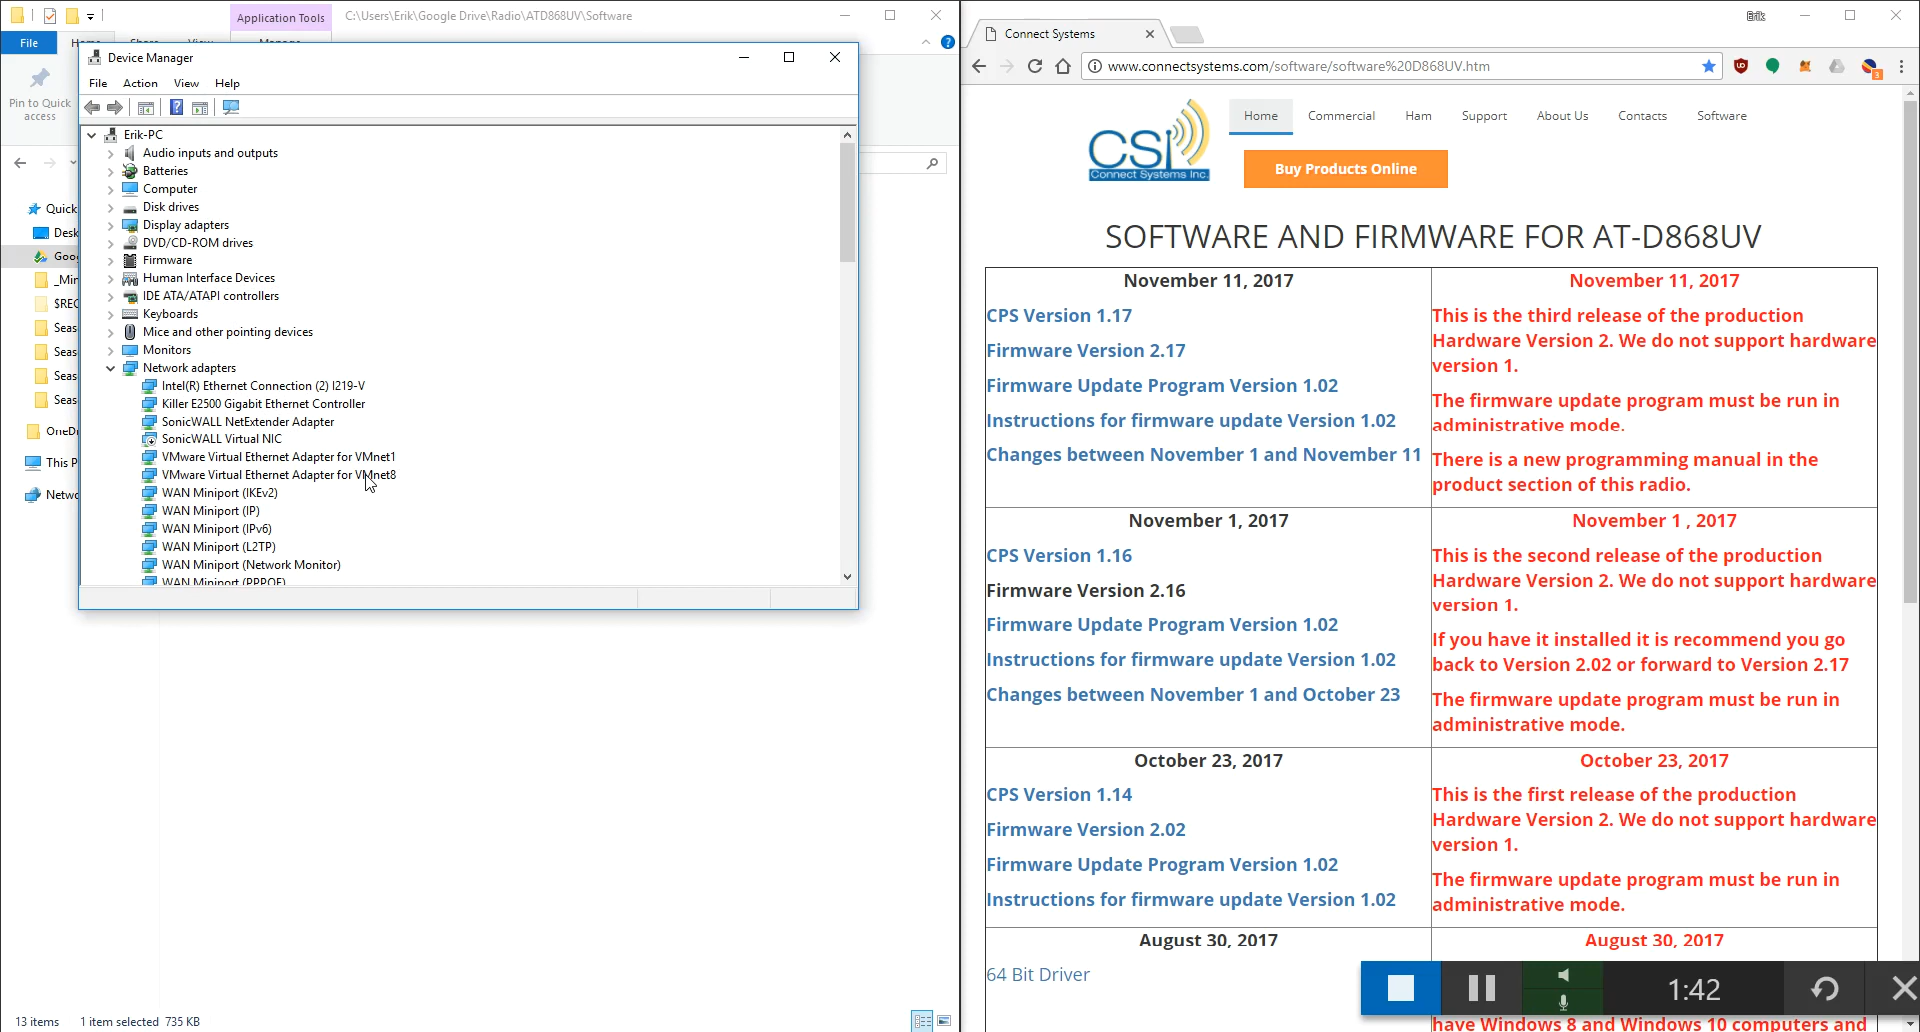 Application Tools
C:\Users\Erik\Google Drive\Radio\ATD868UV\Software
File
Pin to Quick
access
Device Manager
File Action View Help
Erik-PC
Audio inputs and outputs
Batteries
Computer
Disk drives
Display adapters
DVD/CD-ROM drives
Firmware
Human Interface Devices
IDE ATA/ATAPI controllers
Keyboards
Mice and other pointing devices
Monitors
Network adapters
Intel(R) Ethernet Connection (2) I219-V
Killer E2500 Gigabit Ethernet Controller
SonicWALL NetExtender Adapter
SonicWALL Virtual NIC
VMware Virtual Ethernet Adapter for VMnet1
VMware Virtual Ethernet Adapter for VMnet8
WAN Miniport (IKEv2)
WAN Miniport (IP)
WAN Miniport (IPv6)
WAN Miniport (L2TP)
WAN Miniport (Network Monitor)
WAN Miniport (PPPOE)
Quick
Desk
Goo
_Min
$REC
Seas
Seas
Seas
Seas
OneD
This P
Netwo
13 items 1 item selected 735 KB
Connect Systems
Erik
www.connectsystems.com/software/software%20D868UV.htm
3
CSI
Connect Systems Inc.
Home Commercial Ham Support About Us Contacts Software
Buy Products Online
SOFTWARE AND FIRMWARE FOR AT-D868UV
November 11, 2017
CPS Version 1.17
Firmware Version 2.17
Firmware Update Program Version 1.02
Instructions for firmware update Version 1.02
Changes between November 1 and November 11
November 11, 2017
This is the third release of the production
Hardware Version 2. We do not support hardware
version 1.
The firmware update program must be run in
administrative mode.
There is a new programming manual in the
product section of this radio.
November 1, 2017
CPS Version 1.16
Firmware Version 2.16
Firmware Update Program Version 1.02
Instructions for firmware update Version 1.02
Changes between November 1 and October 23
November 1 , 2017
This is the second release of the production
Hardware Version 2. We do not support hardware
version 1.
If you have it installed it is recommend you go
back to Version 2.02 or forward to Version 2.17
The firmware update program must be run in
administrative mode.
October 23, 2017
CPS Version 1.14
Firmware Version 2.02
Firmware Update Program Version 1.02
Instructions for firmware update Version 1.02
October 23, 2017
This is the first release of the production
Hardware Version 2. We do not support hardware
version 1.
The firmware update program must be run in
administrative mode.
August 30, 2017
64 Bit Driver
August 30, 2017
have Windows 8 and Windows 10 computers and
1:42